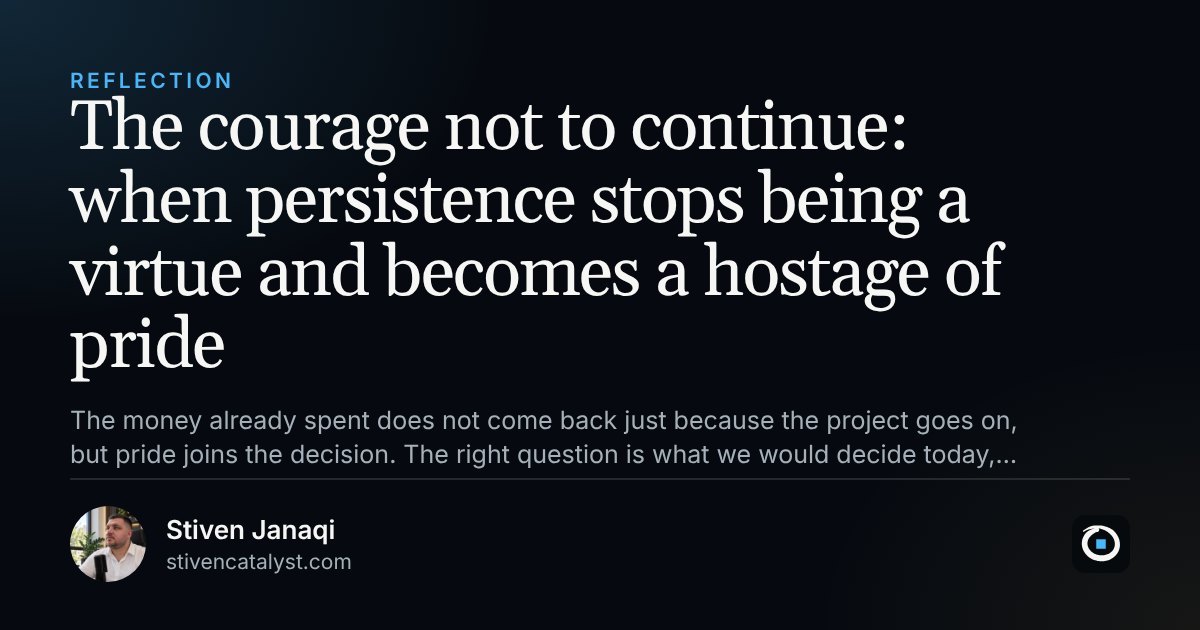 REFLECTION
The courage not to continue:
when persistence stops being a
virtue and becomes a hostage of
pride
The money already spent does not come back just because the project goes on,
but pride joins the decision. The right question is what we would decide today,...
Stiven Janaqi
stivencatalyst.com